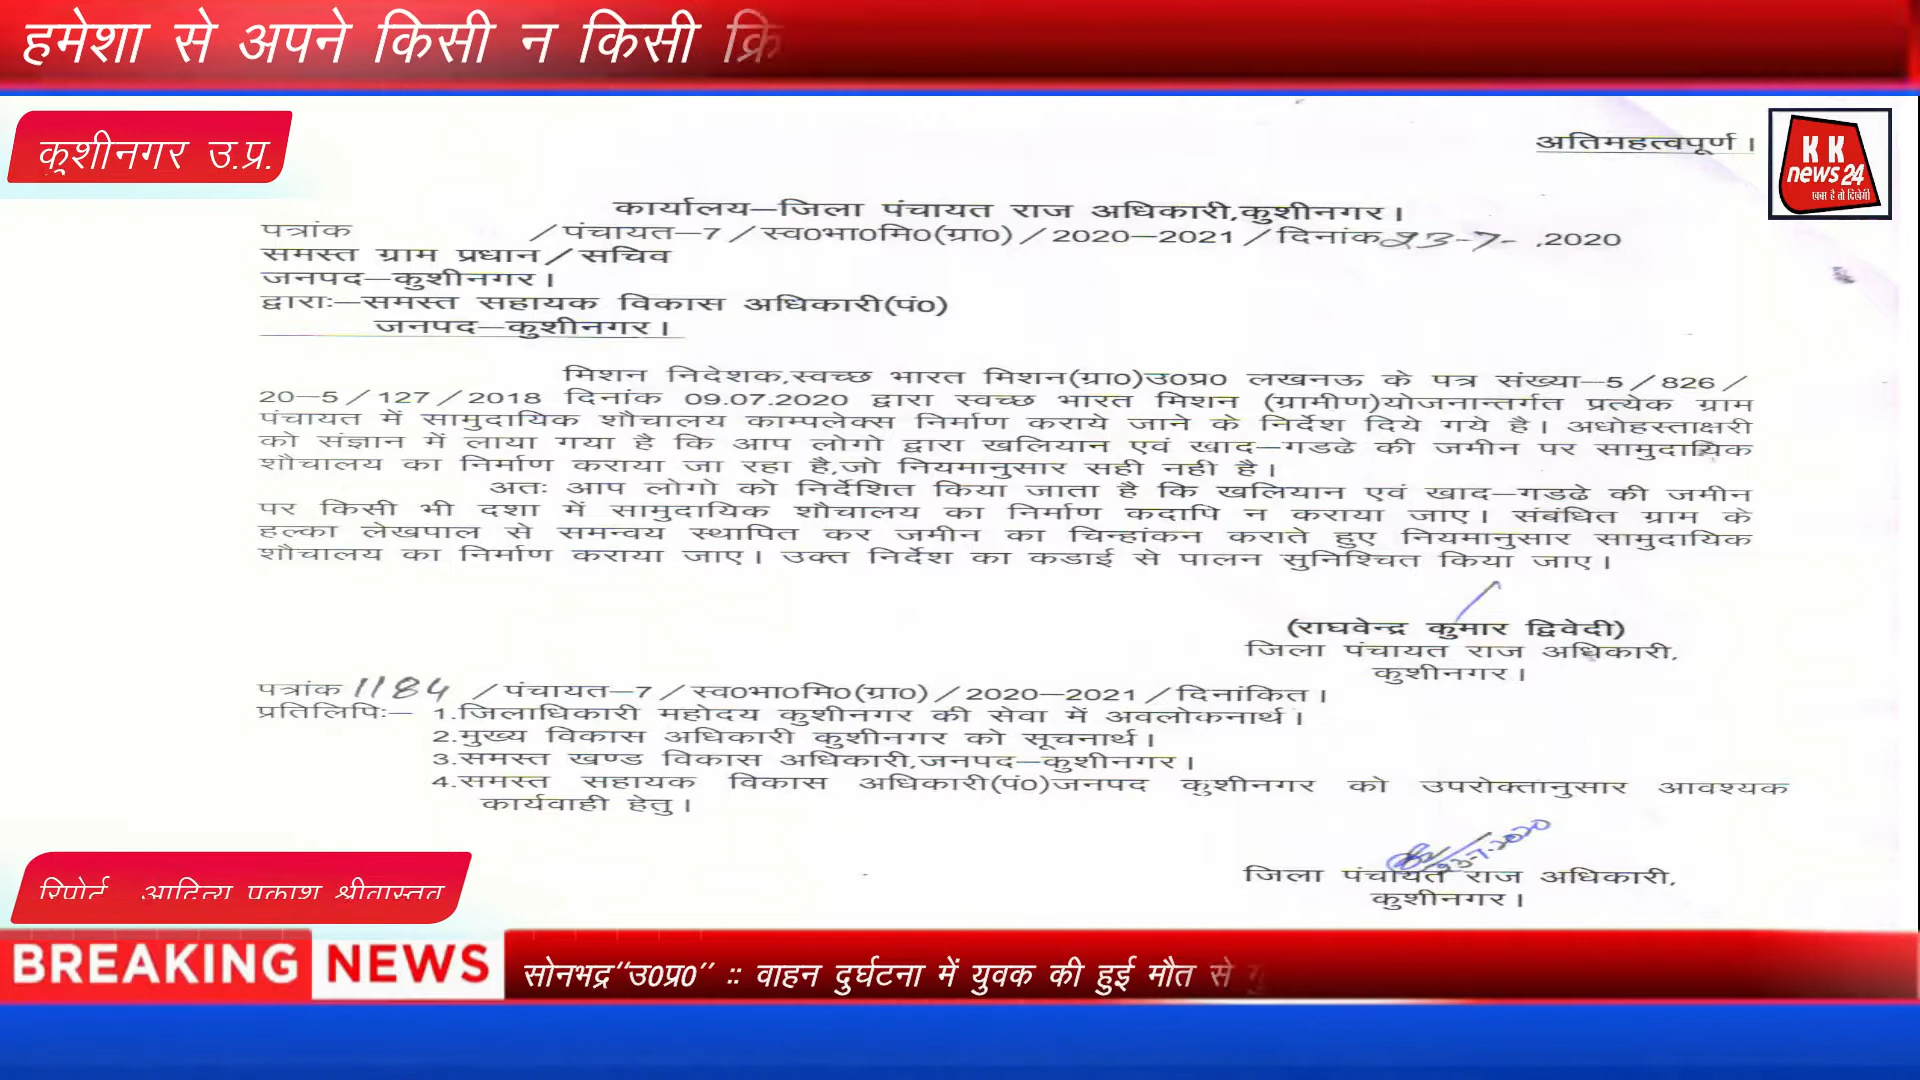 हमेशा से अपने किसी न किसी
कुशीनगर उ.प्र.
K K
news 24
खबर है तो दिखेगी
अतिमहत्वपूर्ण।
कार्यालय—जिला पंचायत राज अधिकारी,कुशीनगर।
पत्रांक /पंचायत—7/स्व0भा0मि0(ग्रा0)/2020—2021/दिनांक 23-7- ,2020
समस्त ग्राम प्रधान/सचिव
जनपद—कुशीनगर।
द्वाराः—समस्त सहायक विकास अधिकारी(पं0)
जनपद—कुशीनगर।
मिशन निदेशक,स्वच्छ भारत मिशन(ग्रा0)उ0प्र0 लखनऊ के पत्र संख्या—5/826/
20—5/127/2018 दिनांक 09.07.2020 द्वारा स्वच्छ भारत मिशन (ग्रामीण)योजनान्तर्गत प्रत्येक ग्राम
पंचायत में सामुदायिक शौचालय काम्पलेक्स निर्माण कराये जाने के निर्देश दिये गये है। अधोहस्ताक्षरी
को संज्ञान में लाया गया है कि आप लोगो द्वारा खलियान एवं खाद—गडढे की जमीन पर सामुदायिक
शौचालय का निर्माण कराया जा रहा है,जो नियमानुसार सही नही है।
अतः आप लोगो को निर्देशित किया जाता है कि खलियान एवं खाद—गडढे की जमीन
पर किसी भी दशा में सामुदायिक शौचालय का निर्माण कदापि न कराया जाए। संबंधित ग्राम के
हल्का लेखपाल से समन्वय स्थापित कर जमीन का चिन्हांकन कराते हुए नियमानुसार सामुदायिक
शौचालय का निर्माण कराया जाए। उक्त निर्देश का कडाई से पालन सुनिश्चित किया जाए।
(राघवेन्द्र कुमार द्विवेदी)
जिला पंचायत राज अधिकारी,
कुशीनगर।
पत्रांक 1184 /पंचायत—7/स्व0भा0मि0(ग्रा0)/2020—2021/दिनांकित।
प्रतिलिपिः— 1.जिलाधिकारी महोदय कुशीनगर की सेवा में अवलोकनार्थ।
2.मुख्य विकास अधिकारी कुशीनगर को सूचनार्थ।
3.समस्त खण्ड विकास अधिकारी,जनपद—कुशीनगर।
4.समस्त सहायक विकास अधिकारी(पं0)जनपद कुशीनगर को उपरोक्तानुसार आवश्यक
कार्यवाही हेतु।
23-7-2020
जिला पंचायत राज अधिकारी,
कुशीनगर।
रिपोर्ट आदित्य प्रकाश श्रीवास्तव
BREAKING NEWS
सोनभद्र"उ0प्र0" :: वाहन दुर्घटना में युवक की हुई मौत से